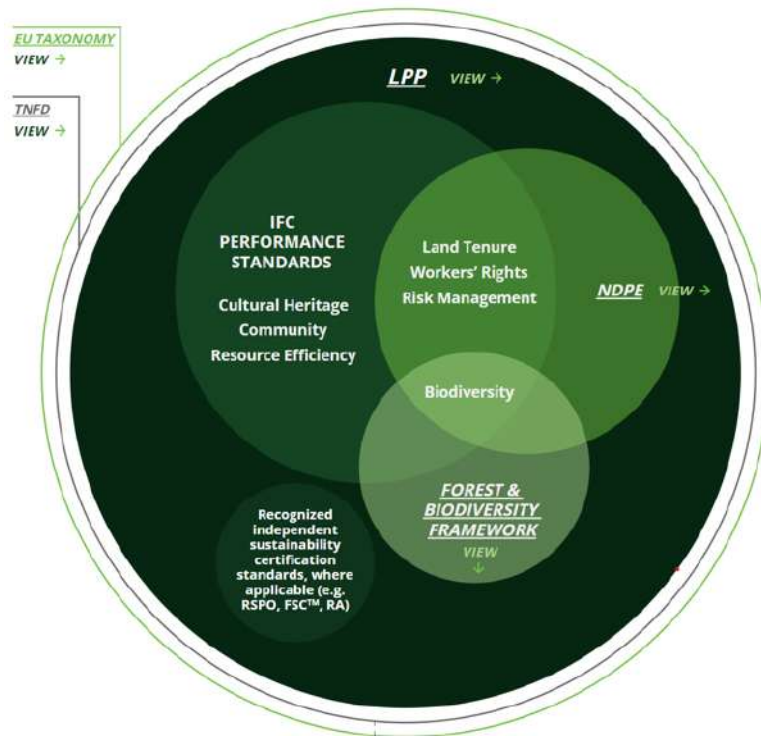 EU TAXONOMY
VIEW →
TNFD
VIEW →
LPP VIEW →
IFC
PERFORMANCE
STANDARDS
Cultural Heritage
Community
Resource Efficiency
Land Tenure
Workers' Rights
Risk Management
NDPE VIEW →
Biodiversity
FOREST &
BIODIVERSITY
FRAMEWORK
VIEW
↓
Recognized
independent
sustainability
certification
standards, where
applicable (e.g.
RSPO, FSC™, RA)